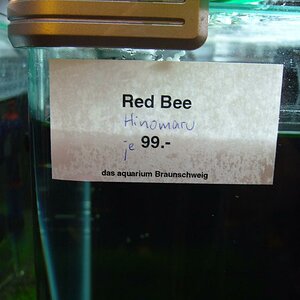 Red Bee
Hinomaru
je 99.-
das aquarium Braunschweig